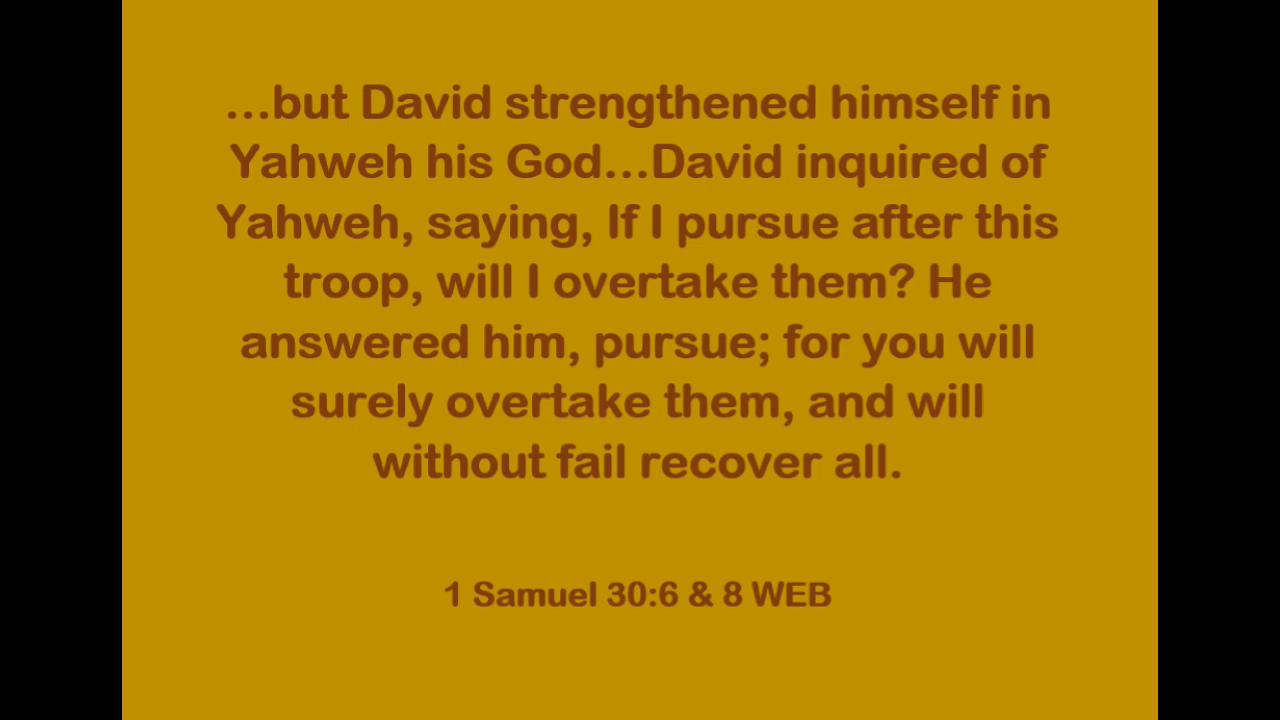 ...but David strengthened himself in
Yahweh his God...David inquired of
Yahweh, saying, If I pursue after this
troop, will I overtake them? He
answered him, pursue; for you will
surely overtake them, and will
without fail recover all.
1 Samuel 30:6 & 8 WEB